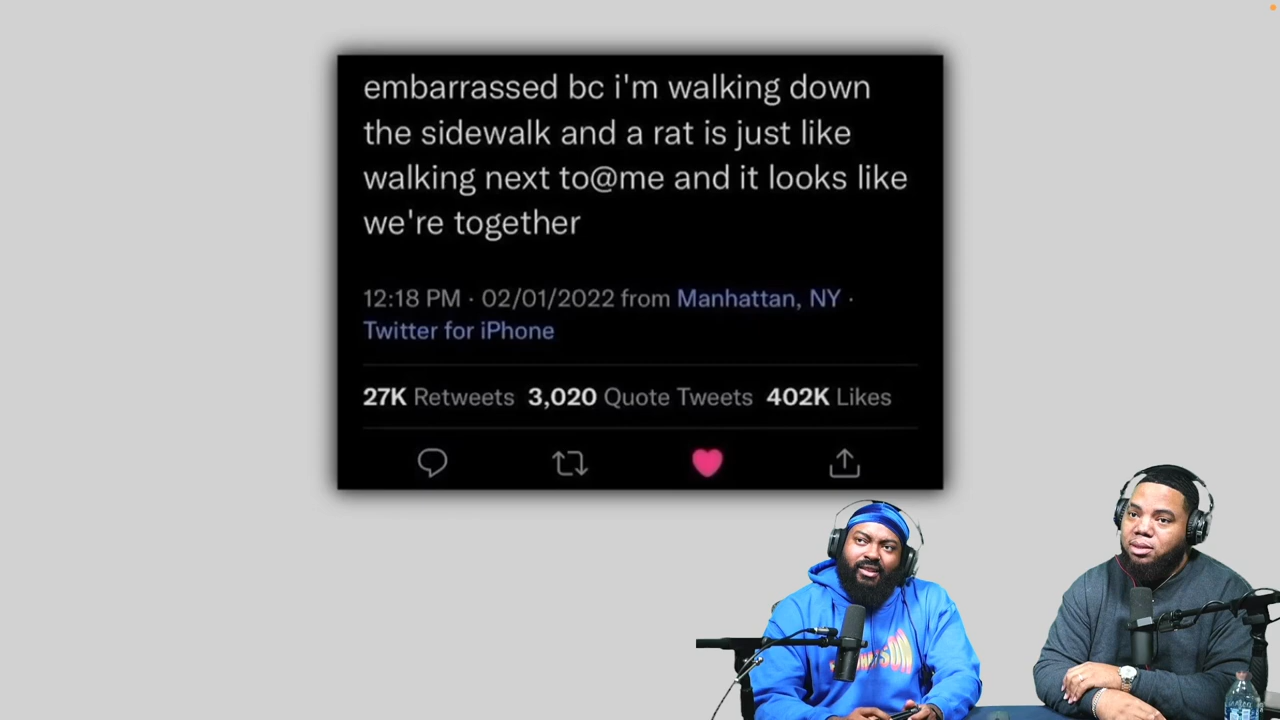 embarrassed bc i'm walking down
the sidewalk and a rat is just like
walking next to@me and it looks like
we're together
12:18 PM · 02/01/2022 from Manhattan, NY ·
Twitter for iPhone
27K Retweets 3,020 Quote Tweets 402K Likes